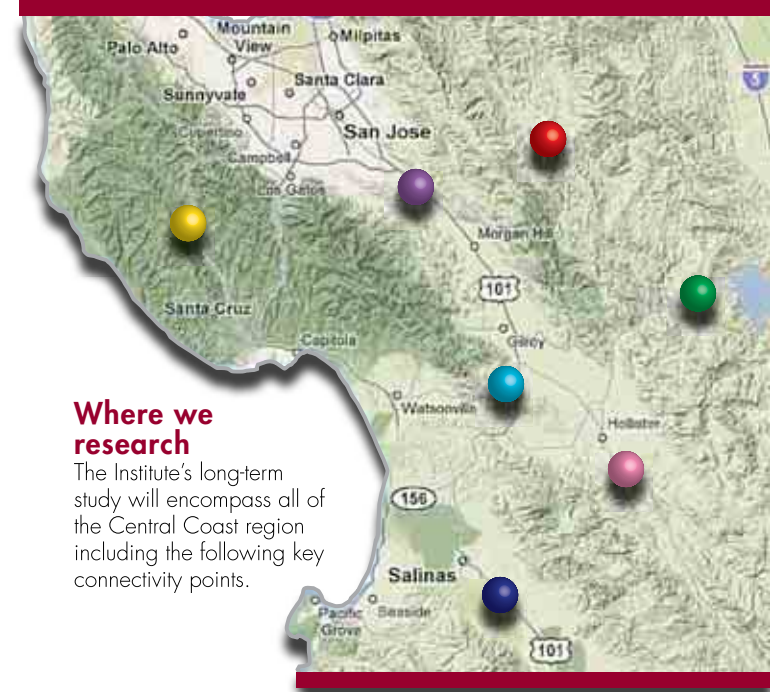 Mountain
View
Milpitas
Palo Alto
5
Santa Clara
Sunnyvale
San Jose
Cupertino
Campbell
Los Gatos
Morgan Hill
101
Santa Cruz
Capitola
Gilroy
Watsonville
Hollister
Where we
research
The Institute's long-term
study will encompass all of
the Central Coast region
including the following key
connectivity points.
156
Salinas
Pacific
Grove
Seaside
101